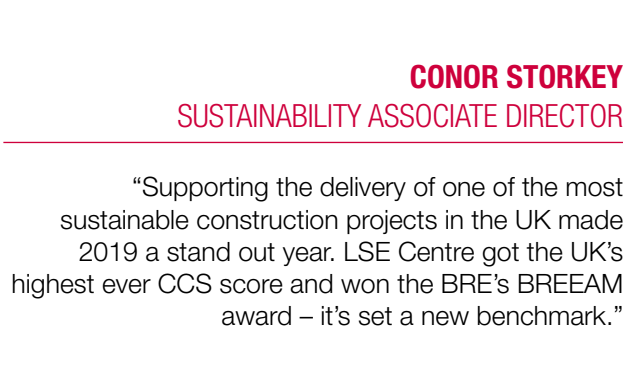 CONOR STORKEY
SUSTAINABILITY ASSOCIATE DIRECTOR
“Supporting the delivery of one of the most
sustainable construction projects in the UK made
2019 a stand out year. LSE Centre got the UK’s
highest ever CCS score and won the BRE’s BREEAM
award – it’s set a new benchmark.”